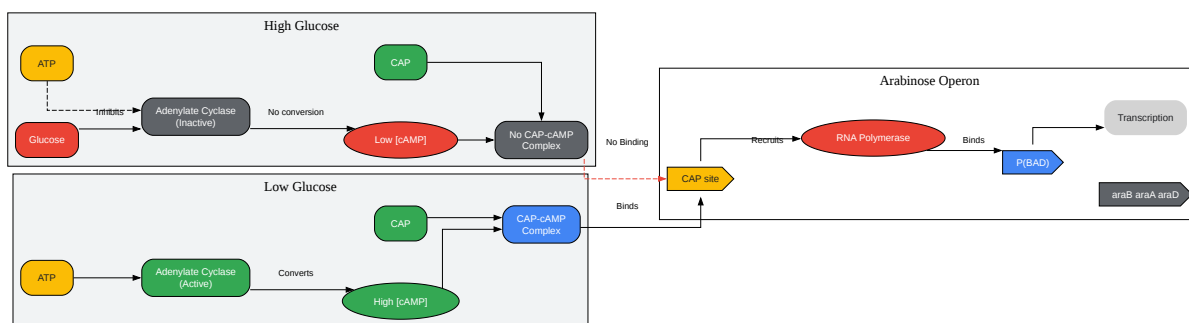 High Glucose
ATP
CAP
Inhibits
Adenylate Cyclase
(Inactive)
No conversion
Glucose
Low [cAMP]
No CAP-cAMP
Complex
Low Glucose
CAP
CAP-cAMP
Complex
ATP
Adenylate Cyclase
(Active)
Converts
High [cAMP]
No Binding
Binds
Arabinose Operon
CAP site
Recruits
RNA Polymerase
Binds
P(BAD)
Transcription
araB araA araD